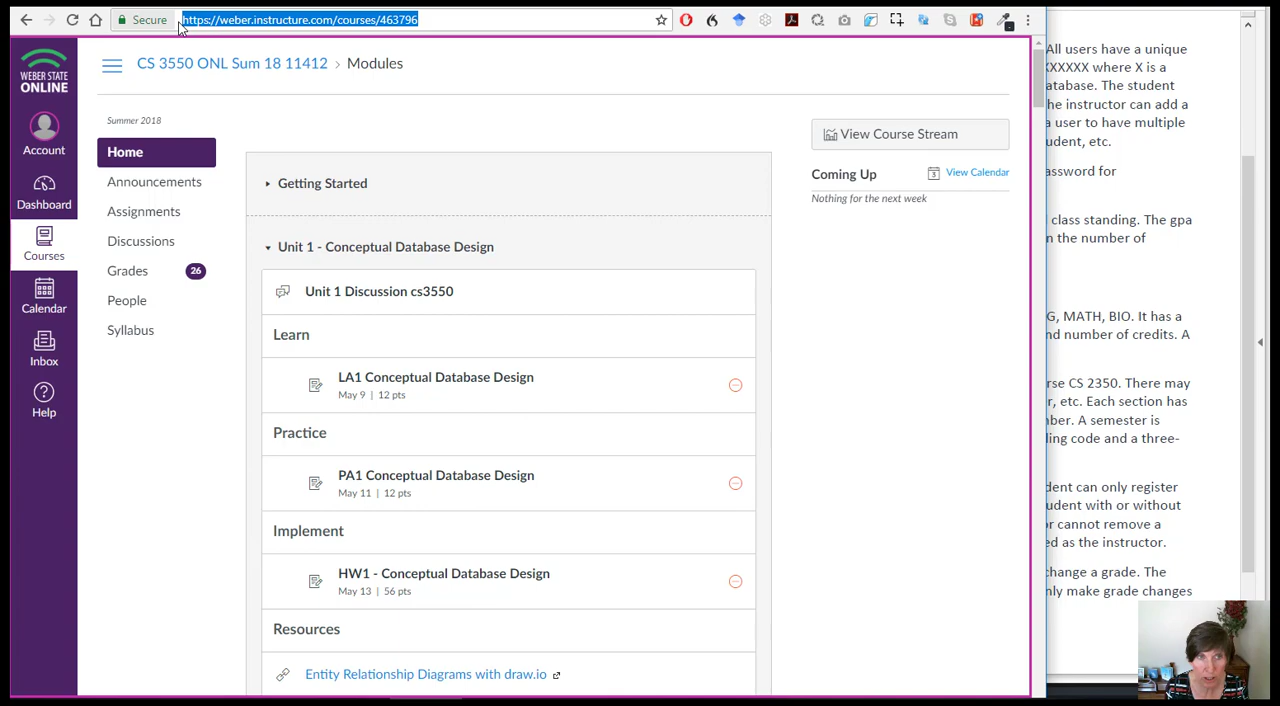 Secure
https://weber.instructure.com/courses/463796
WEBER STATE
ONLINE
Account
Dashboard
Courses
Calendar
Inbox
Help
CS 3550 ONL Sum 18 11412 › Modules
Summer 2018
Home
Announcements
Assignments
Discussions
Grades
26
People
Syllabus
Getting Started
Unit 1 - Conceptual Database Design
Unit 1 Discussion cs3550
Learn
LA1 Conceptual Database Design
May 9 | 12 pts
Practice
PA1 Conceptual Database Design
May 11 | 12 pts
Implement
HW1 - Conceptual Database Design
May 13 | 56 pts
Resources
Entity Relationship Diagrams with draw.io
View Course Stream
Coming Up
3
View Calendar
Nothing for the next week
All users have a unique
XXXXXX where X is a
atabase. The student
he instructor can add a
a user to have multiple
udent, etc.
assword for
l class standing. The gpa
n the number of
G, MATH, BIO. It has a
nd number of credits. A
rse CS 2350. There may
r, etc. Each section has
nber. A semester is
ling code and a three-
dent can only register
udent with or without
or cannot remove a
ed as the instructor.
change a grade. The
nly make grade changes